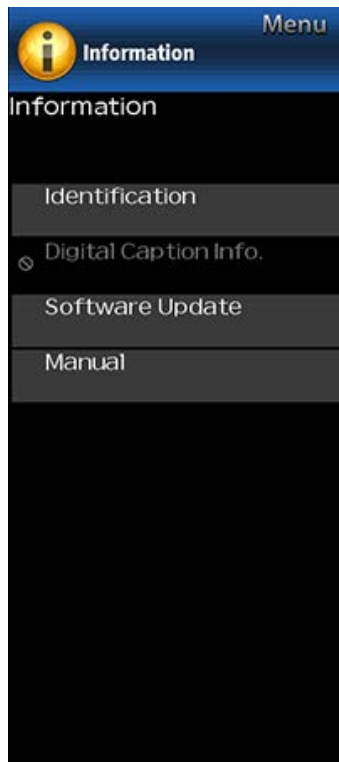 Menu
Information
Information
Identification
Digital Caption Info.
Software Update
Manual